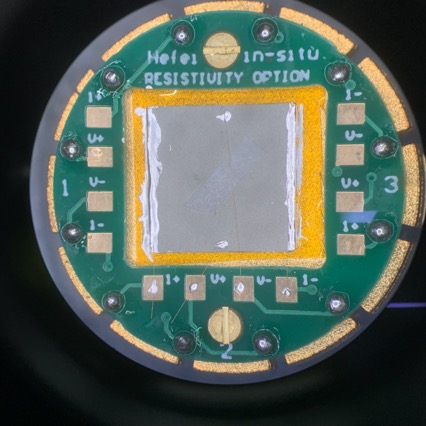 Hefei in-situ
RESISTIVITY OPTION
I+ I-
V+ V-
1 3
V- V+
I- I+
I+ V+ V- I-
2